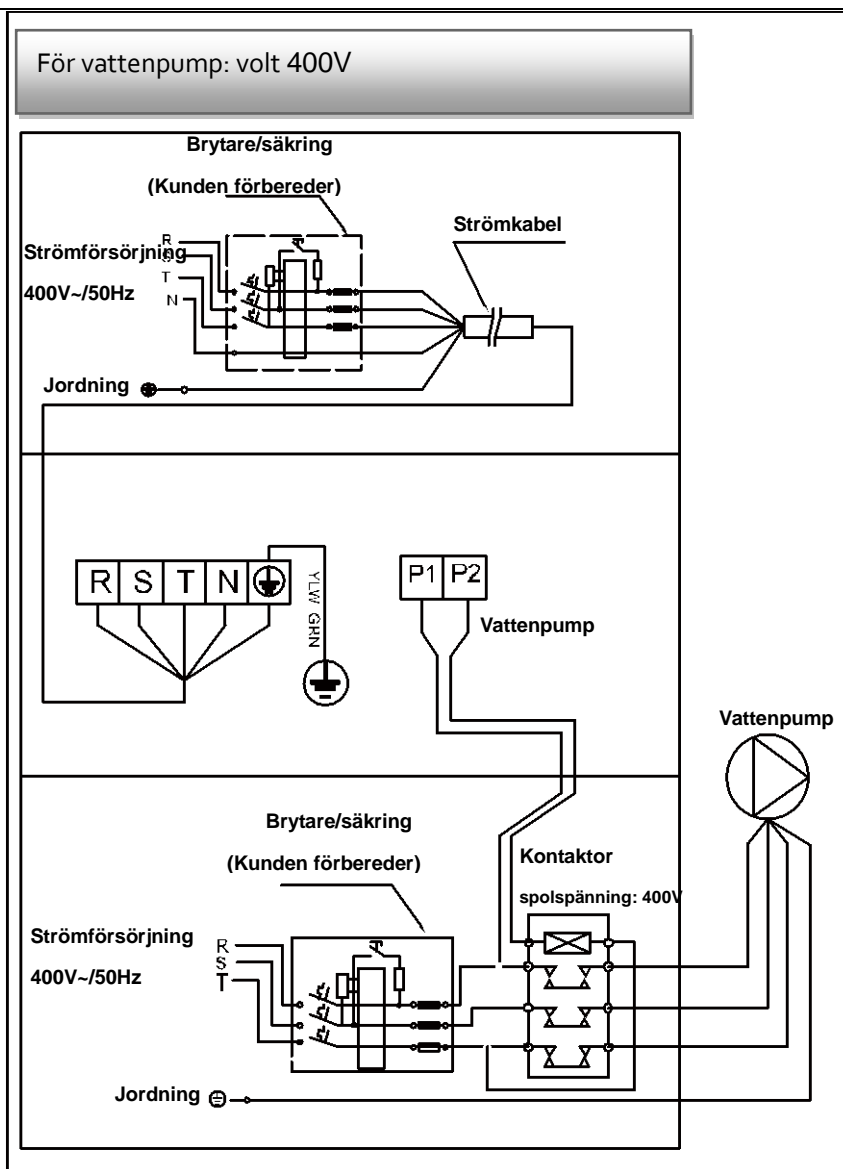 För vattenpump: volt 400V
Brytare/säkring
(Kunden förbereder)
Strömkabel
R
S
Strömförsörjning
T
400V~/50Hz
N
Jordning
R S T N
YLW GRN
P1 P2
Vattenpump
Vattenpump
Brytare/säkring
(Kunden förbereder)
Kontaktor
spolspänning: 400V
Strömförsörjning
R
S
400V~/50Hz
T
Jordning